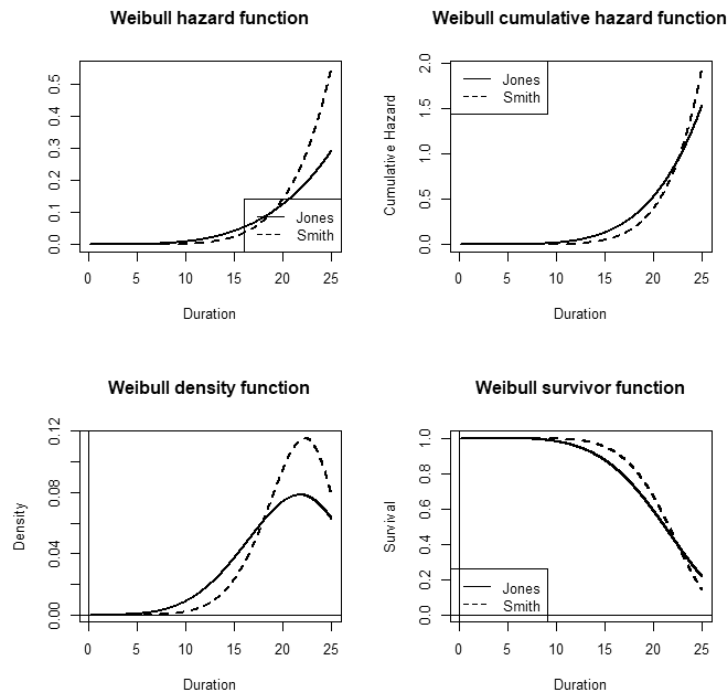 Weibull hazard function
0.0 0.1 0.2 0.3 0.4 0.5
Jones
Smith
0 5 10 15 20 25
Duration
Weibull cumulative hazard function
Cumulative Hazard
0.0 0.5 1.0 1.5 2.0
Jones
Smith
0 5 10 15 20 25
Duration
Weibull density function
Density
0.00 0.04 0.08 0.12
0 5 10 15 20 25
Duration
Weibull survivor function
Survival
0.0 0.2 0.4 0.6 0.8 1.0
Jones
Smith
0 5 10 15 20 25
Duration